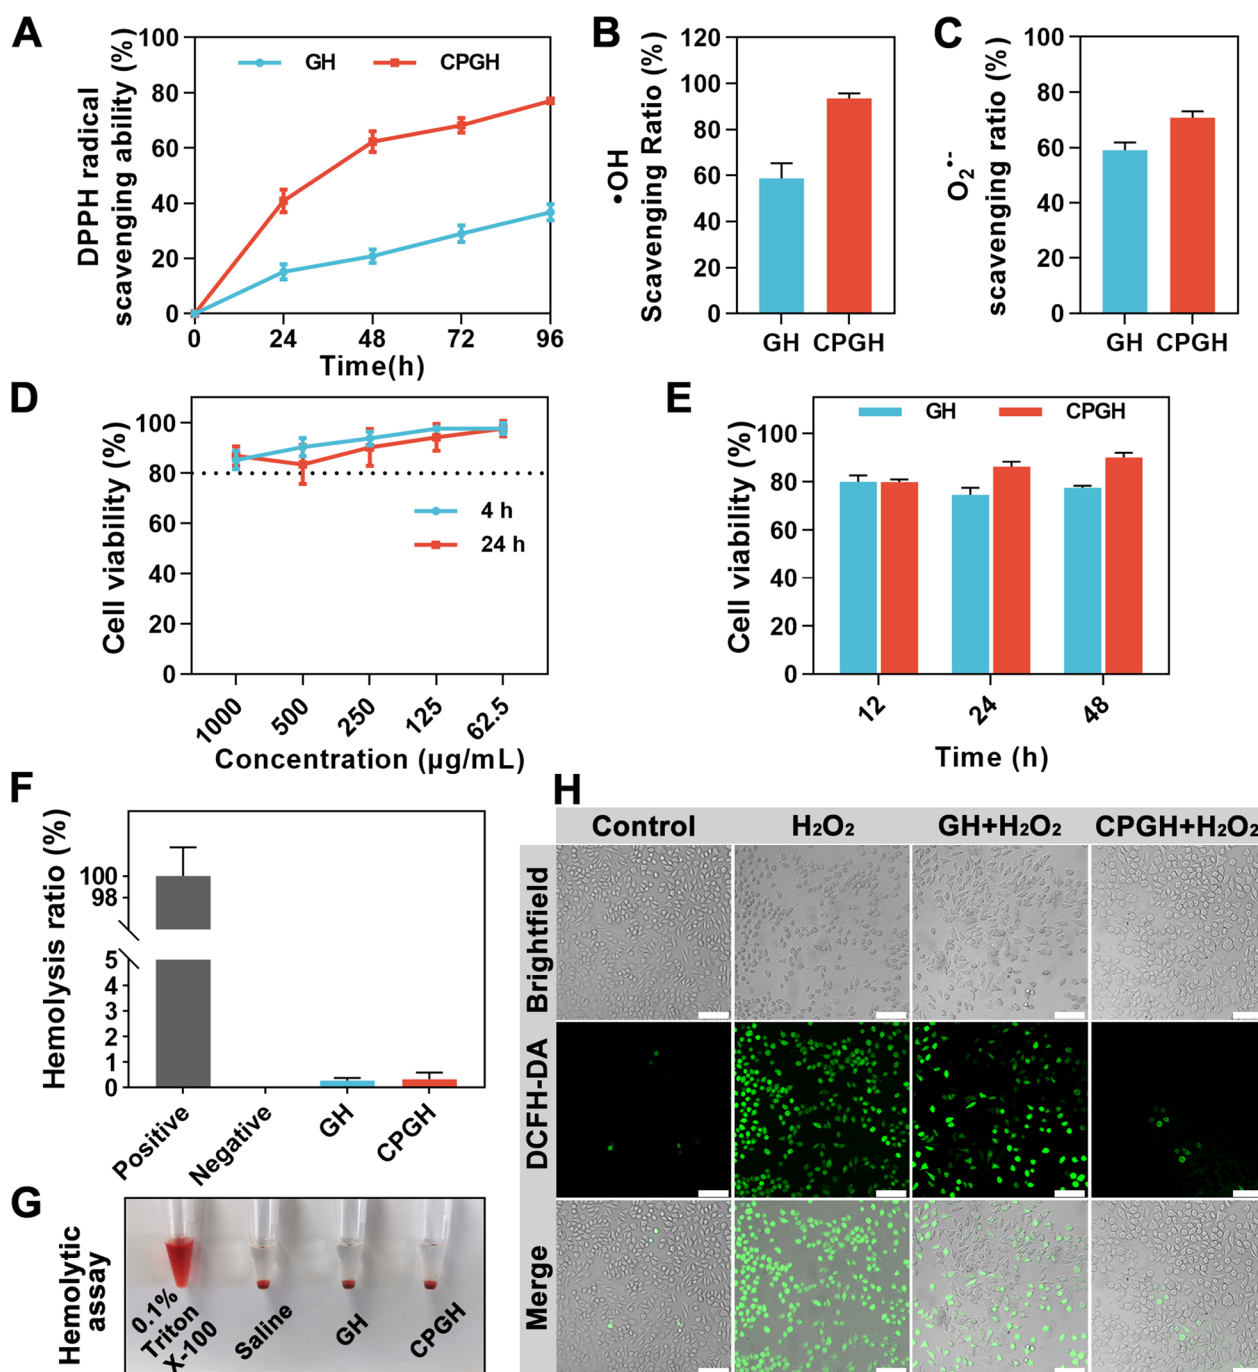 A
DPPH radical
scavenging ability (%)
100
80
60
40
20
0
GH
CPGH
0 24 48 72 96
Time(h)
B
•OH
Scavenging Ratio (%)
120
100
80
60
40
20
0
GH CPGH
C
O₂•-
scavenging ratio (%)
100
80
60
40
20
0
GH CPGH
D
Cell viability (%)
100
80
60
40
20
0
4 h
24 h
1000 500 250 125 62.5
Concentration (μg/mL)
E
Cell viability (%)
100
80
60
40
20
0
GH
CPGH
12 24 48
Time (h)
F
Hemolysis ratio (%)
100
98
5
4
3
2
1
0
Positive Negative GH CPGH
G
Hemolytic
assay
0.1%
Triton
X-100
Saline
GH
CPGH
H
Control H₂O₂ GH+H₂O₂ CPGH+H₂O₂
Brightfield
DCFH-DA
Merge